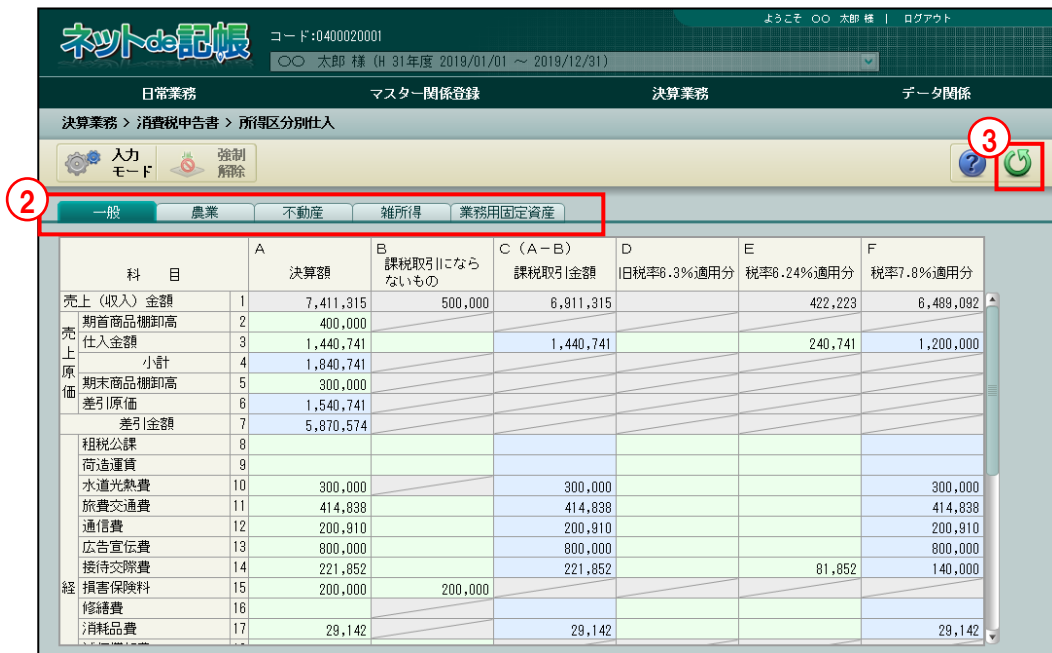 ようこそ 〇〇 太郎 様 | ログアウト
ネットde記帳
コード:0400020001
〇〇 太郎 様 (H 31年度 2019/01/01 ～ 2019/12/31)
日常業務 マスター関係登録 決算業務 データ関係
決算業務 > 消費税申告書 > 所得区分別仕入
入力モード 強制解除 ? ③
② 一般 農業 不動産 雑所得 業務用固定資産
科 目 A 決算額 B 課税取引にならないもの C (A-B) 課税取引金額 D 旧税率6.3%適用分 E 税率6.24%適用分 F 税率7.8%適用分
売上(収入)金額 1 7,411,315 500,000 6,911,315 422,223 6,489,092
売上原価
期首商品棚卸高 2 400,000
仕入金額 3 1,440,741 1,440,741 240,741 1,200,000
小計 4 1,840,741
期末商品棚卸高 5 300,000
差引原価 6 1,540,741
差引金額 7 5,870,574
経
租税公課 8
荷造運賃 9
水道光熱費 10 300,000 300,000 300,000
旅費交通費 11 414,838 414,838 414,838
通信費 12 200,910 200,910 200,910
広告宣伝費 13 800,000 800,000 800,000
接待交際費 14 221,852 221,852 81,852 140,000
損害保険料 15 200,000 200,000
修繕費 16
消耗品費 17 29,142 29,142 29,142